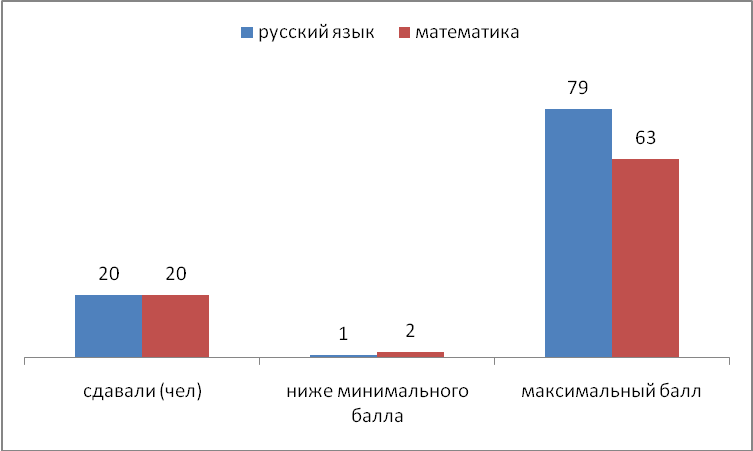 русский язык математика
79
63
20 20
1 2
сдавали (чел) ниже минимального балла максимальный балл